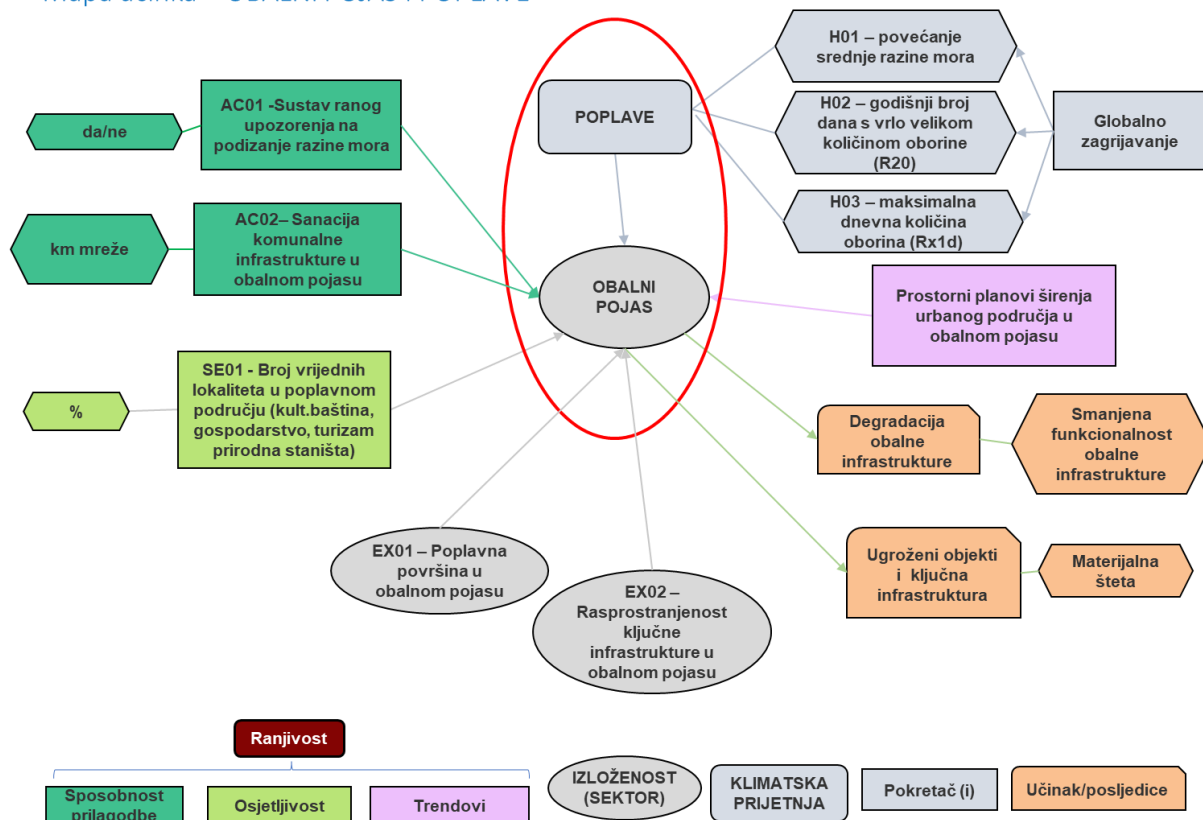 H01 – povećanje
srednje razine mora
AC01 -Sustav ranog
upozorenja na
podizanje razine mora
da/ne
POPLAVE
H02 – godišnji broj
dana s vrlo velikom
količinom oborine
(R20)
Globalno
zagrijavanje
H03 – maksimalna
dnevna količina
oborina (Rx1d)
km mreže
AC02– Sanacija
komunalne
infrastrukture u
obalnom pojasu
OBALNI
POJAS
Prostorni planovi širenja
urbanog područja u
obalnom pojasu
%
SE01 - Broj vrijednih
lokaliteta u poplavnom
području (kult.baština,
gospodarstvo, turizam
prirodna staništa)
Degradacija
obalne
infrastrukture
Smanjena
funkcionalnost
obalne
infrastrukture
EX01 – Poplavna
površina u
obalnom pojasu
EX02 –
Rasprostranjenost
ključne
infrastrukture u
obalnom pojasu
Ugroženi objekti
i ključna
infrastruktura
Materijalna
šteta
Ranjivost
Sposobnost
prilagodbe
Osjetljivost
Trendovi
IZLOŽENOST
(SEKTOR)
KLIMATSKA
PRIJETNJA
Pokretač (i)
Učinak/posljedice